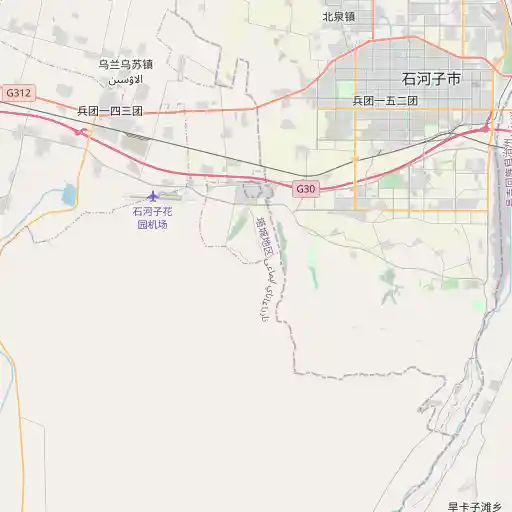 北泉镇
乌兰乌苏镇
石河子市
الاۋسىن
G312
兵团一五二团
兵团一四三团
G30
石河子花
园机场
塔城地区
旱卡子滩乡